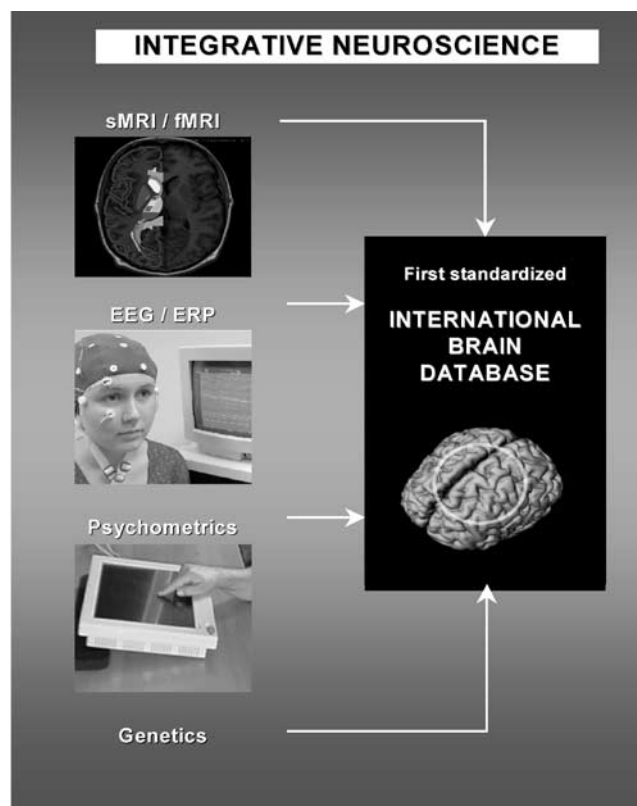 INTEGRATIVE NEUROSCIENCE
sMRI / fMRI
EEG / ERP
Psychometrics
Genetics
First standardized
INTERNATIONAL
BRAIN
DATABASE